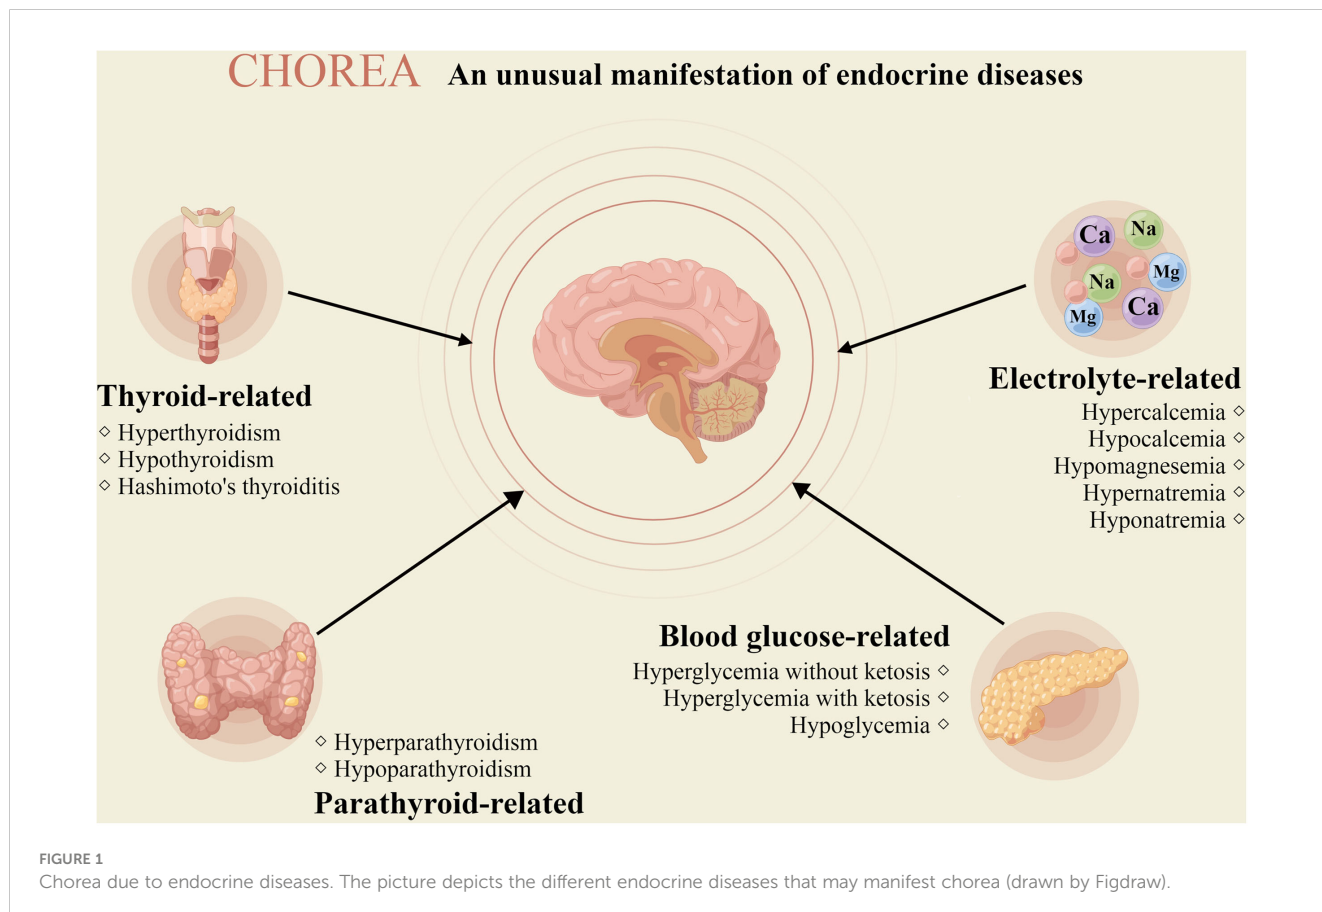 CHOREA An unusual manifestation of endocrine diseases
Thyroid-related
◇ Hyperthyroidism
◇ Hypothyroidism
◇ Hashimoto's thyroiditis
Ca
Na
Mg
Na
Ca
Mg
Electrolyte-related
Hypercalcemia ◇
Hypocalcemia ◇
Hypomagnesemia ◇
Hypernatremia ◇
Hyponatremia ◇
◇ Hyperparathyroidism
◇ Hypoparathyroidism
Parathyroid-related
Blood glucose-related
Hyperglycemia without ketosis ◇
Hyperglycemia with ketosis ◇
Hypoglycemia ◇
FIGURE 1
Chorea due to endocrine diseases. The picture depicts the different endocrine diseases that may manifest chorea (drawn by Figdraw).